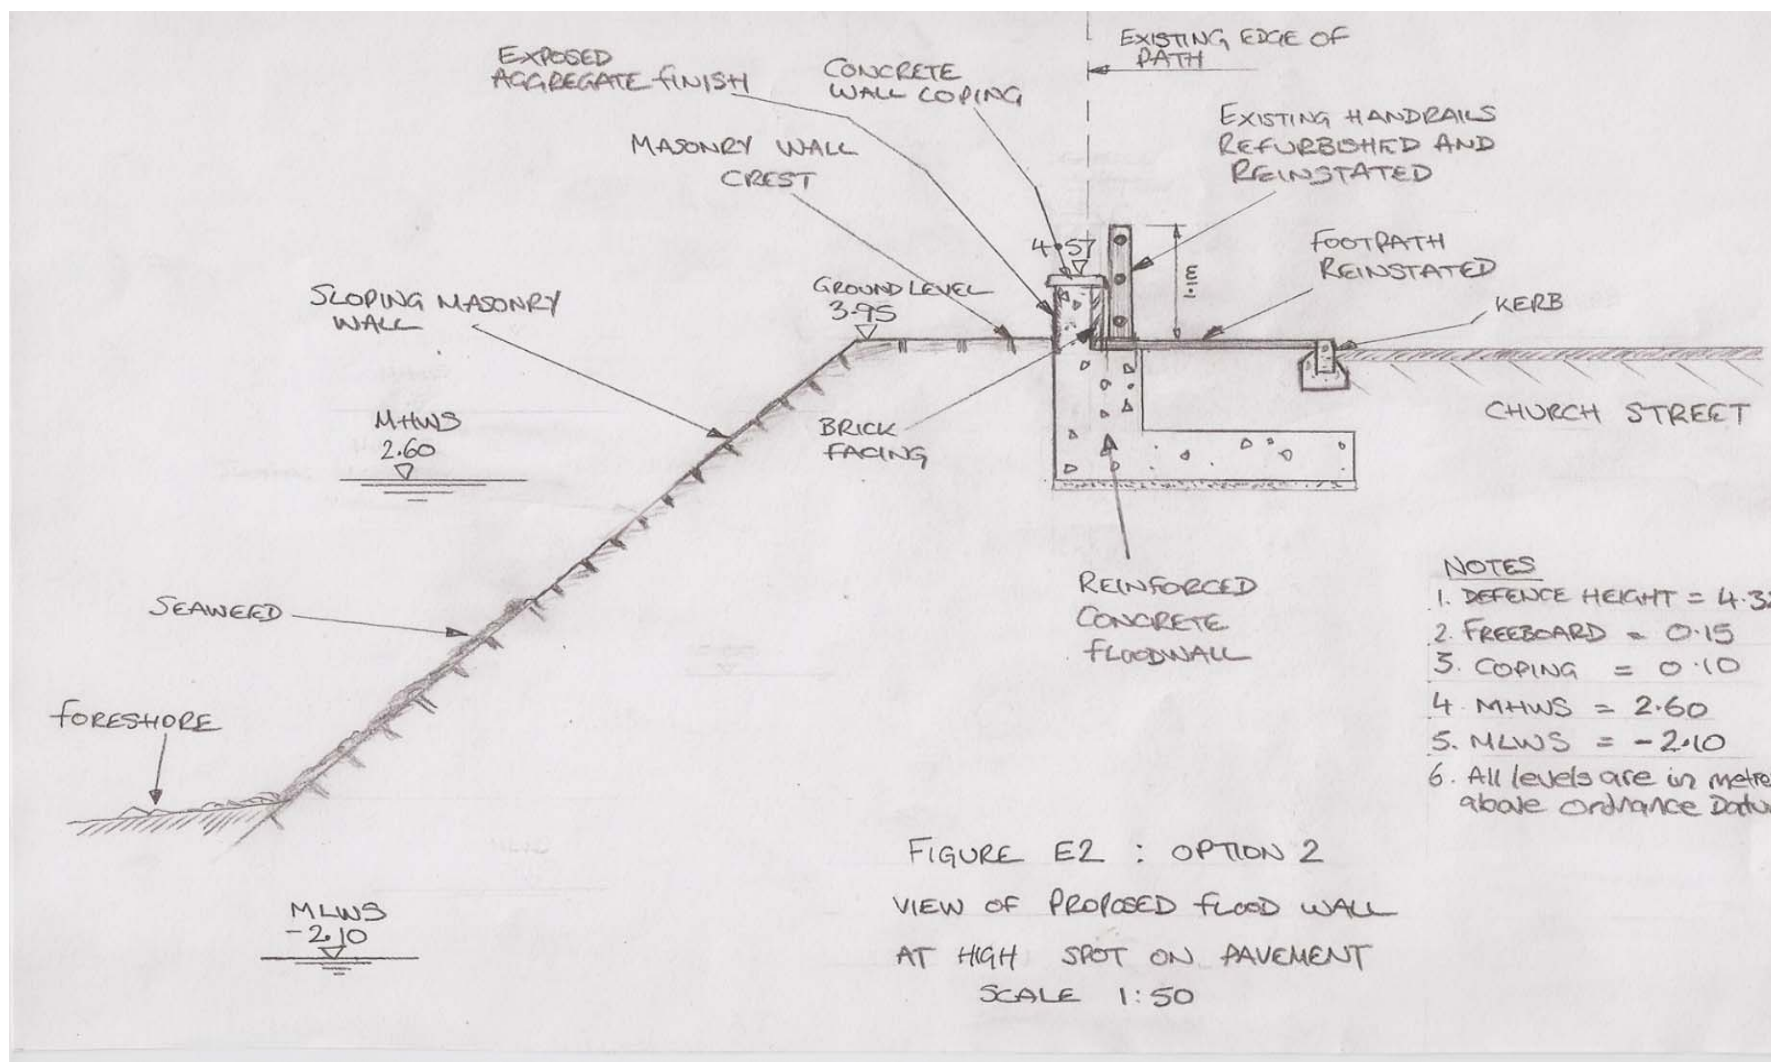 EXPOSED
AGGREGATE FINISH
CONCRETE
WALL COPING
EXISTING EDGE OF
PATH
MASONRY WALL
CREST
EXISTING HANDRAILS
REFURBISHED AND
REINSTATED
4.57
1.1m
FOOTPATH
REINSTATED
KERB
GROUND LEVEL
3.95
SLOPING MASONRY
WALL
MHWS
2.60
BRICK
FACING
CHURCH STREET
SEAWEED
REINFORCED
CONCRETE
FLOODWALL
FORESHORE
MLWS
-2.10
NOTES
1. DEFENCE HEIGHT = 4.32
2. FREEBOARD = 0.15
3. COPING = 0.10
4. MHWS = 2.60
5. MLWS = -2.10
6. All levels are in metre
above Ordnance Datu
FIGURE E2 : OPTION 2
VIEW OF PROPOSED FLOOD WALL
AT HIGH SPOT ON PAVEMENT
SCALE 1:50